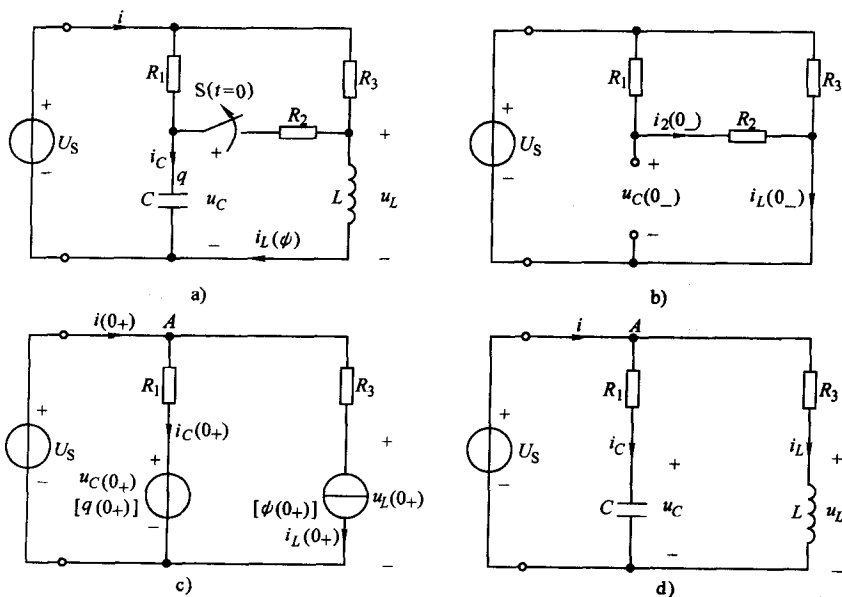 i
R1
R3
S(t=0)
R2
+
+
+
US
iC
q
−
C
uC
L
uL
−
iL(ϕ)
−
a)
R1
R3
i2(0_)
R2
+
US
+
−
uC(0_)
iL(0_)
−
b)
i(0+)
A
R1
R3
+
iC(0+)
+
US
+
−
uC(0+)
[q(0+)]
[ϕ(0+)]
uL(0+)
−
iL(0+)
−
c)
i
A
R1
R3
+
iC
iL
US
+
+
−
C
uC
L
uL
−
−
d)